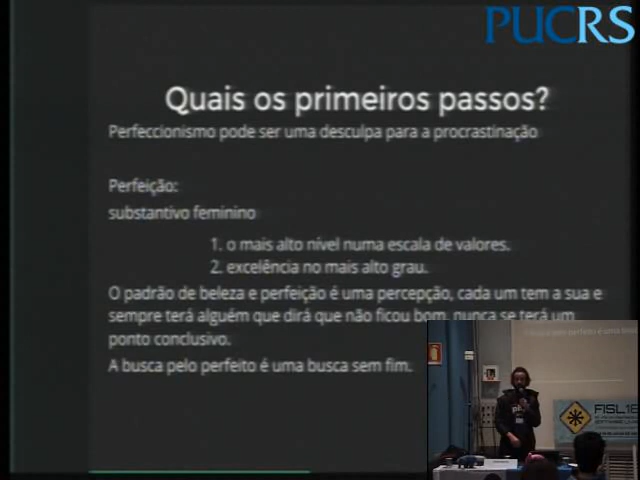 PUCRS
Quais os primeiros passos?
Perfeccionismo pode ser uma desculpa para a procrastinação
Perfeição:
substantivo feminino
1. o mais alto nível numa escala de valores.
2. excelência no mais alto grau.
O padrão de beleza e perfeição é uma percepção, cada um tem a sua e
sempre terá alguém que dirá que não ficou bom, nunca se terá um
ponto conclusivo.
A busca pelo perfeito é uma busca sem fim.
FISL18